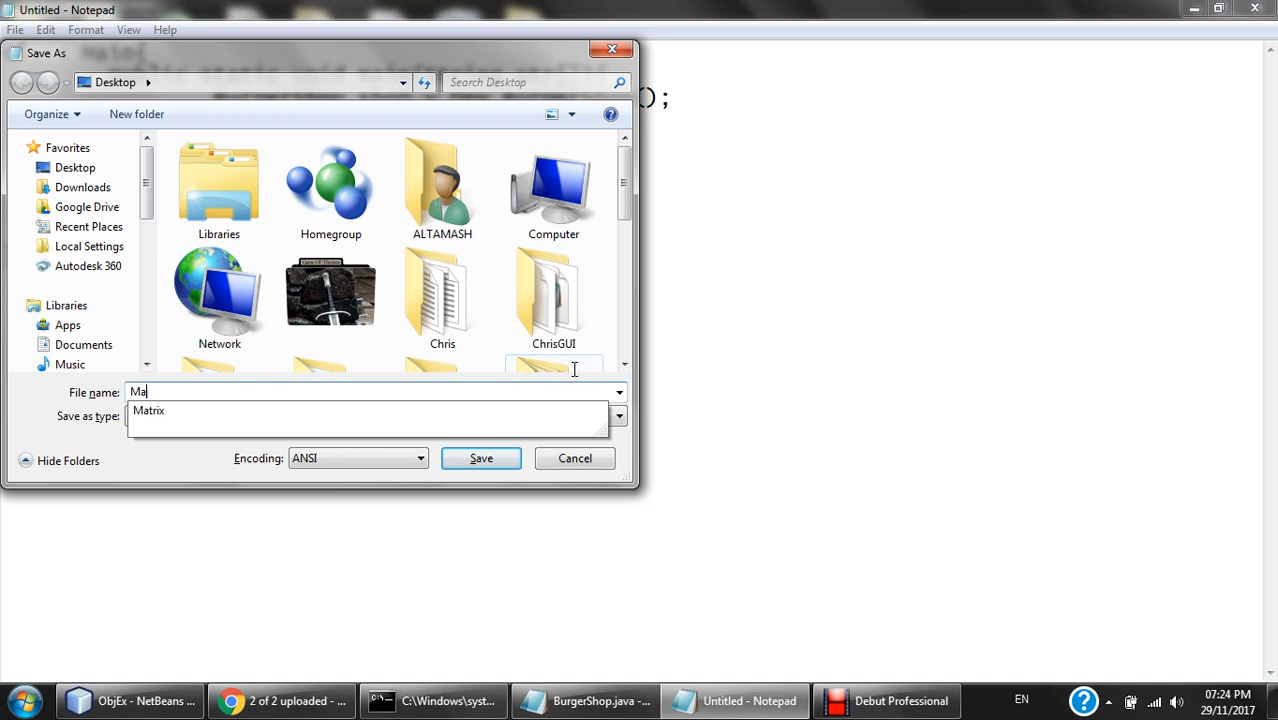 Untitled - Notepad
File Edit Format View Help
Save As
();
Desktop
Search Desktop
Organize New folder
Favorites
Desktop
Downloads
Google Drive
Recent Places
Local Settings
Autodesk 360
Libraries
Apps
Documents
Music
Libraries Homegroup ALTAMASH Computer
Network Chris ChrisGUI
File name: Ma
Matrix
Save as type:
Hide Folders Encoding: ANSI Save Cancel
ObjEx - NetBeans ... 2 of 2 uploaded - ... C:\Windows\syst... BurgerShop.java -... Untitled - Notepad Debut Professional EN 07:24 PM
29/11/2017